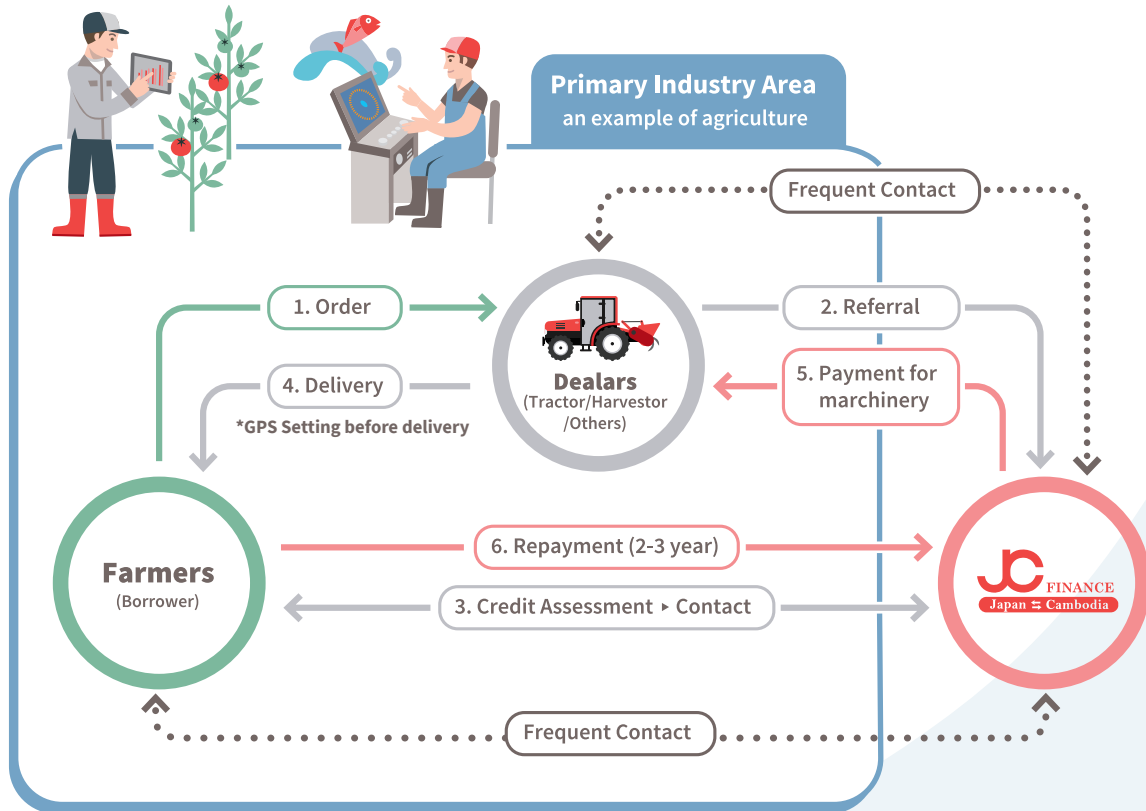 Primary Industry Area
an example of agriculture
Frequent Contact
1. Order
2. Referral
4. Delivery
*GPS Setting before delivery
Dealars
(Tractor/Harvestor
/Others)
5. Payment for
marchinery
Farmers
(Borrower)
6. Repayment (2-3 year)
3. Credit Assessment ▸ Contact
JC FINANCE
Japan ⇆ Cambodia
Frequent Contact